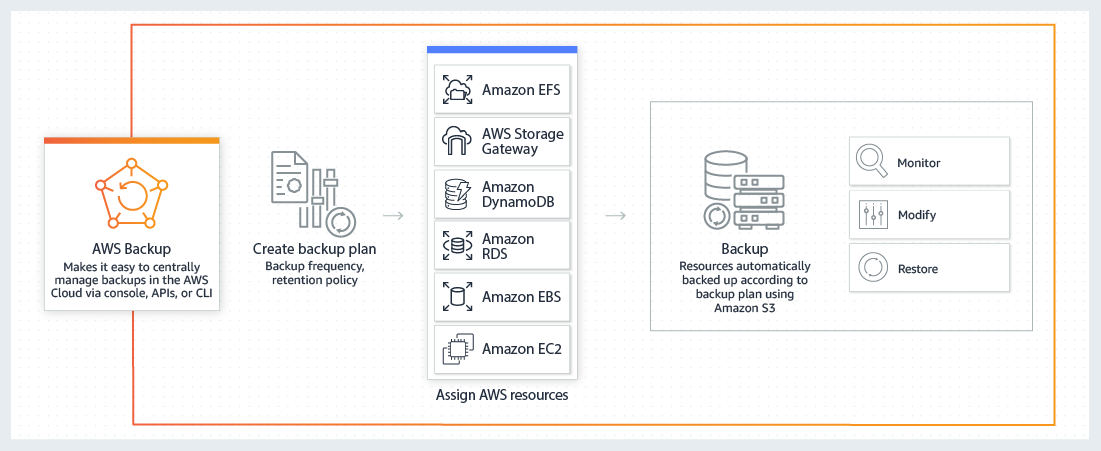 AWS Backup
Makes it easy to centrally
manage backups in the AWS
Cloud via console, APIs, or CLI
Create backup plan
Backup frequency,
retention policy
Amazon EFS
AWS Storage
Gateway
Amazon
DynamoDB
Amazon
RDS
Amazon EBS
Amazon EC2
Assign AWS resources
Backup
Resources automatically
backed up according to
backup plan using
Amazon S3
Monitor
Modify
Restore